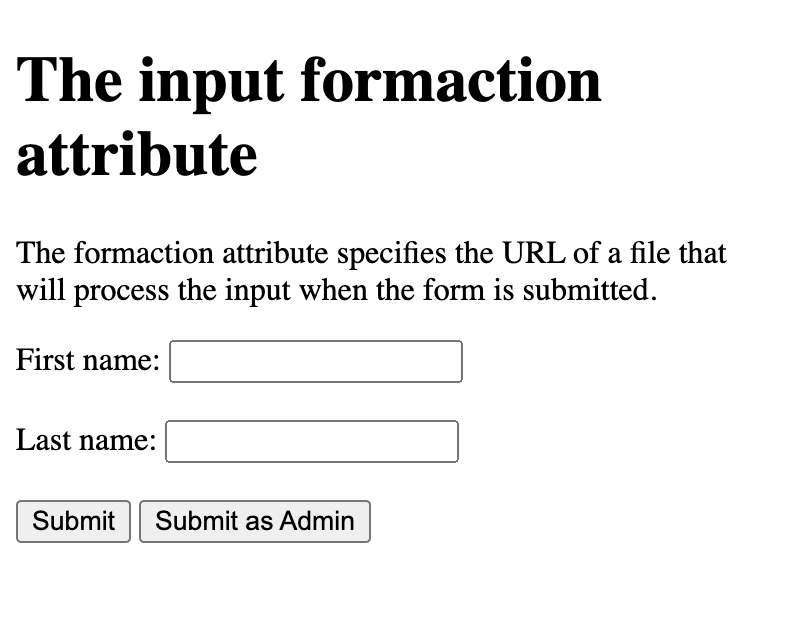 The input formaction
attribute
The formaction attribute specifies the URL of a file that
will process the input when the form is submitted.
First name:
Last name:
Submit Submit as Admin